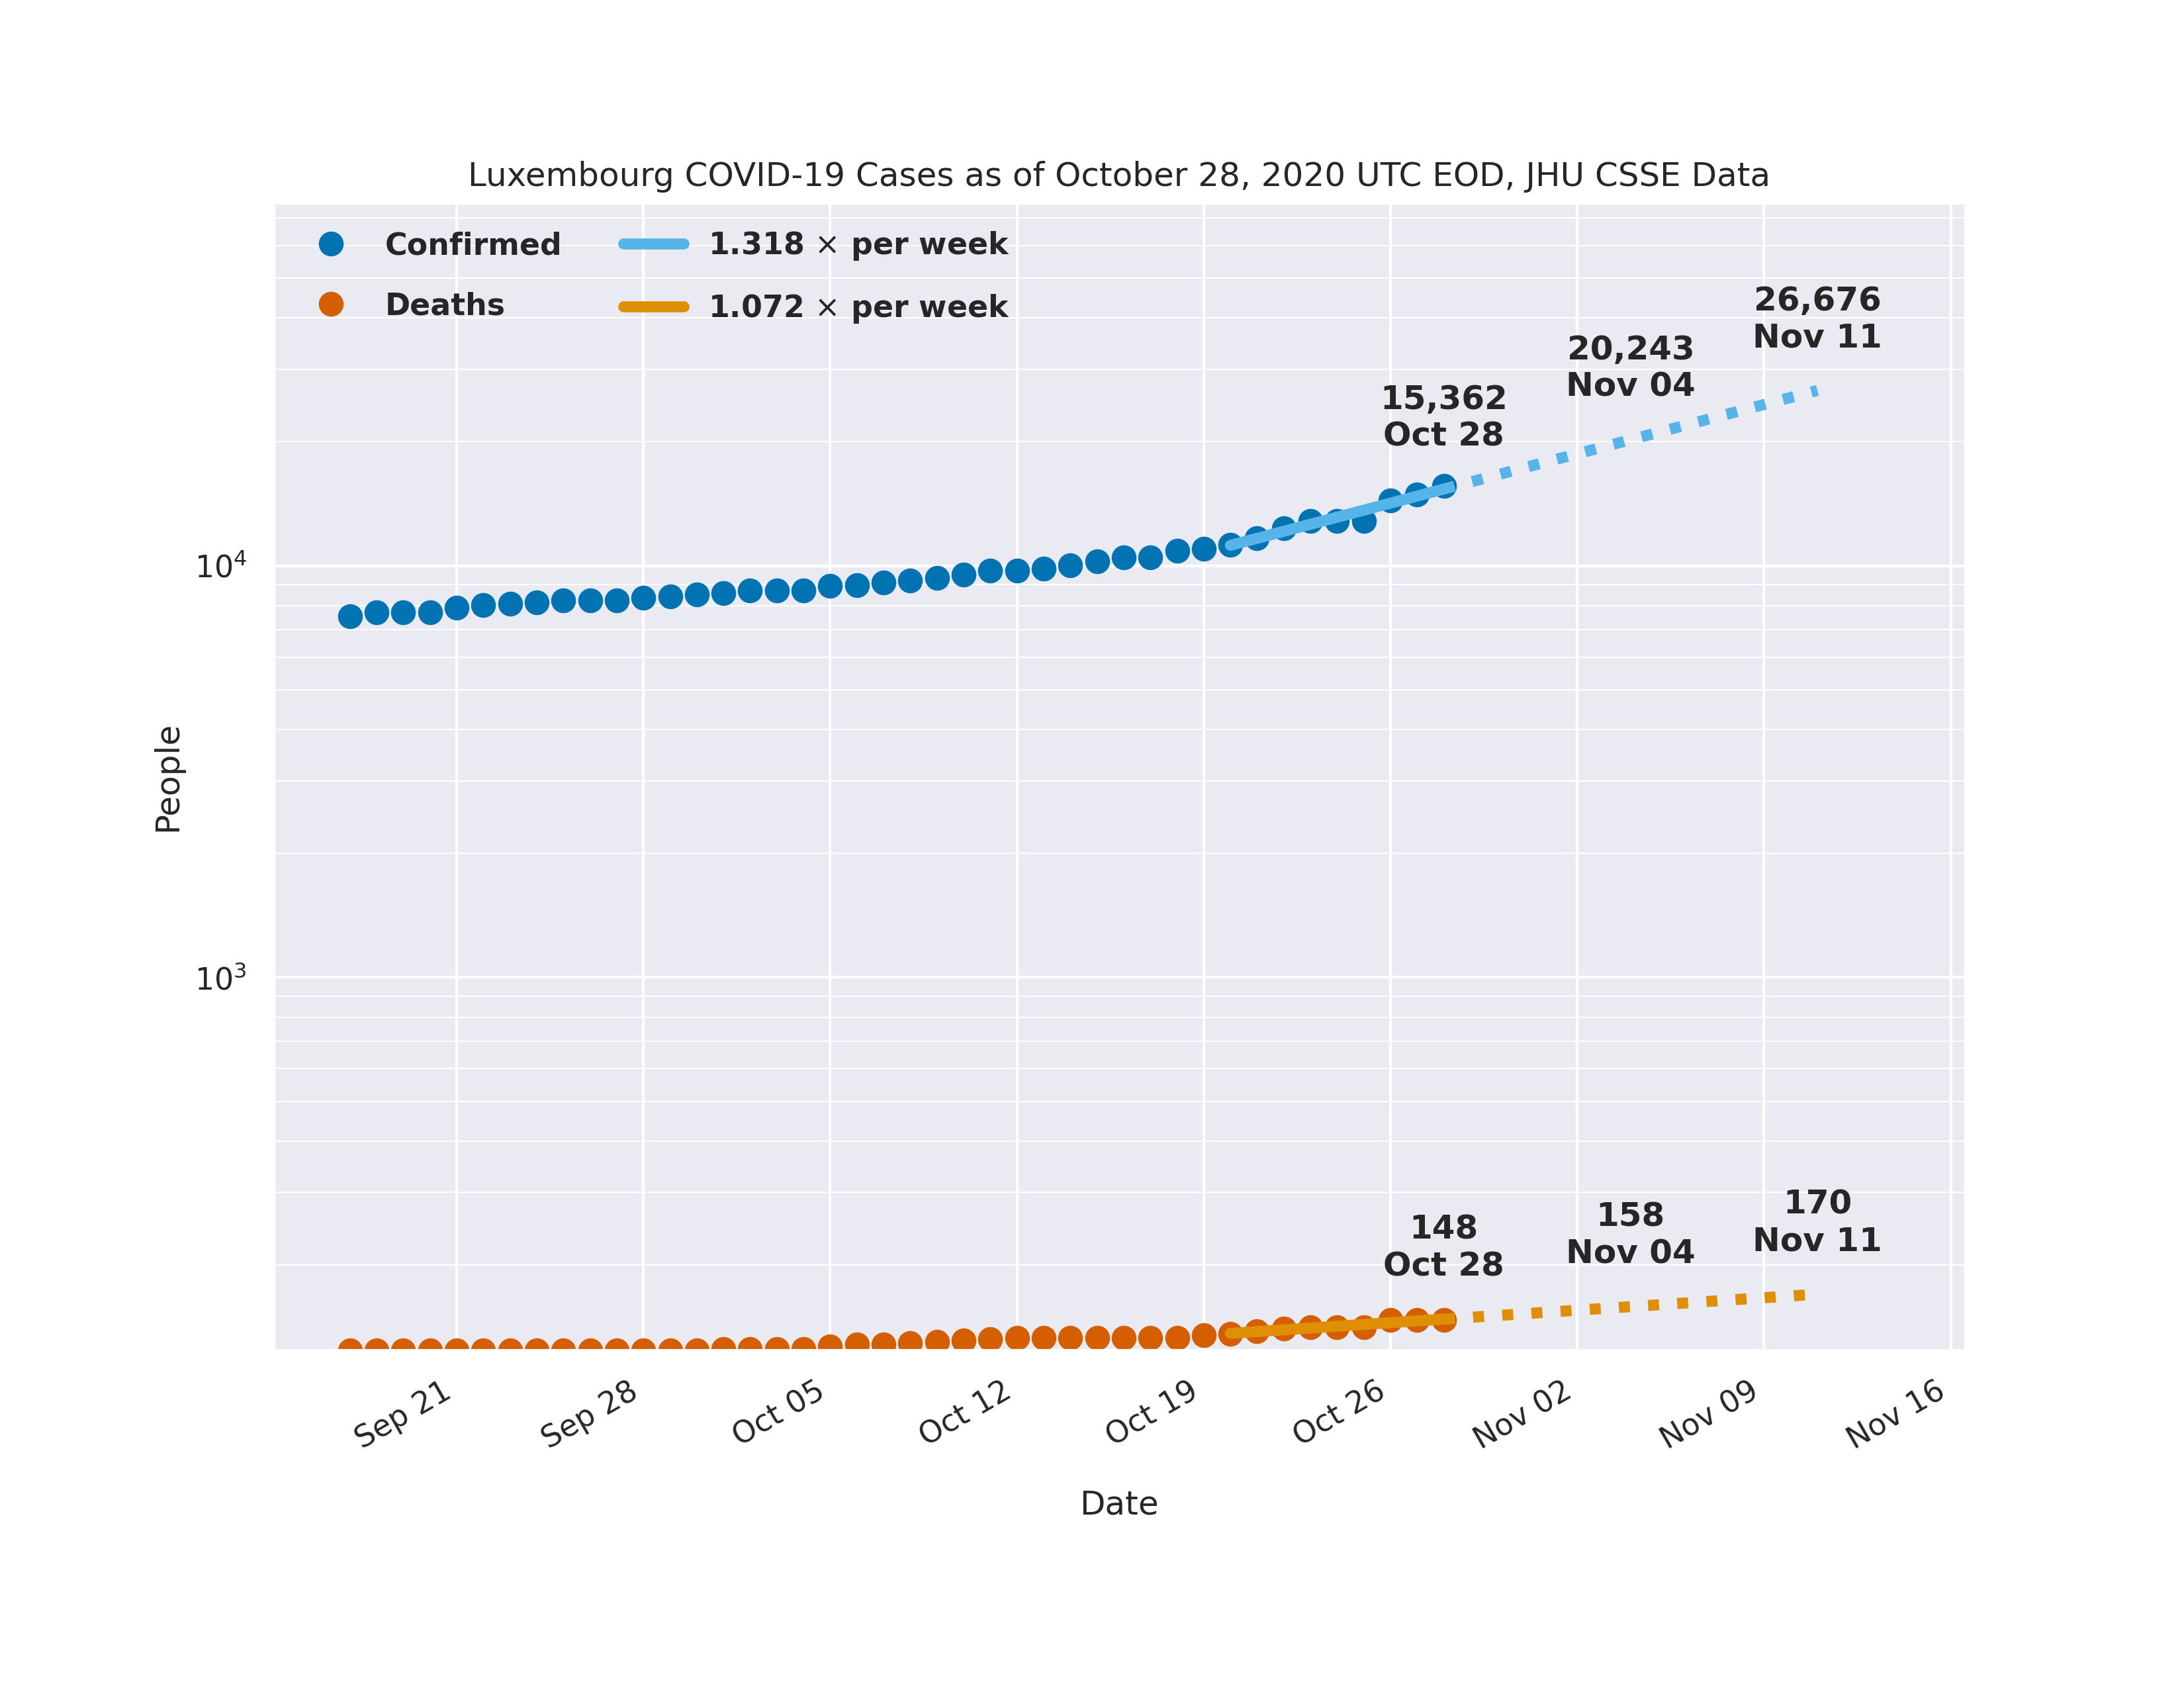 Luxembourg COVID-19 Cases as of October 28, 2020 UTC EOD, JHU CSSE Data
Confirmed
Deaths
1.318 × per week
1.072 × per week
26,676
Nov 11
20,243
Nov 04
15,362
Oct 28
10⁴
People
10³
170
Nov 11
158
Nov 04
148
Oct 28
Sep 21
Sep 28
Oct 05
Oct 12
Oct 19
Oct 26
Nov 02
Nov 09
Nov 16
Date